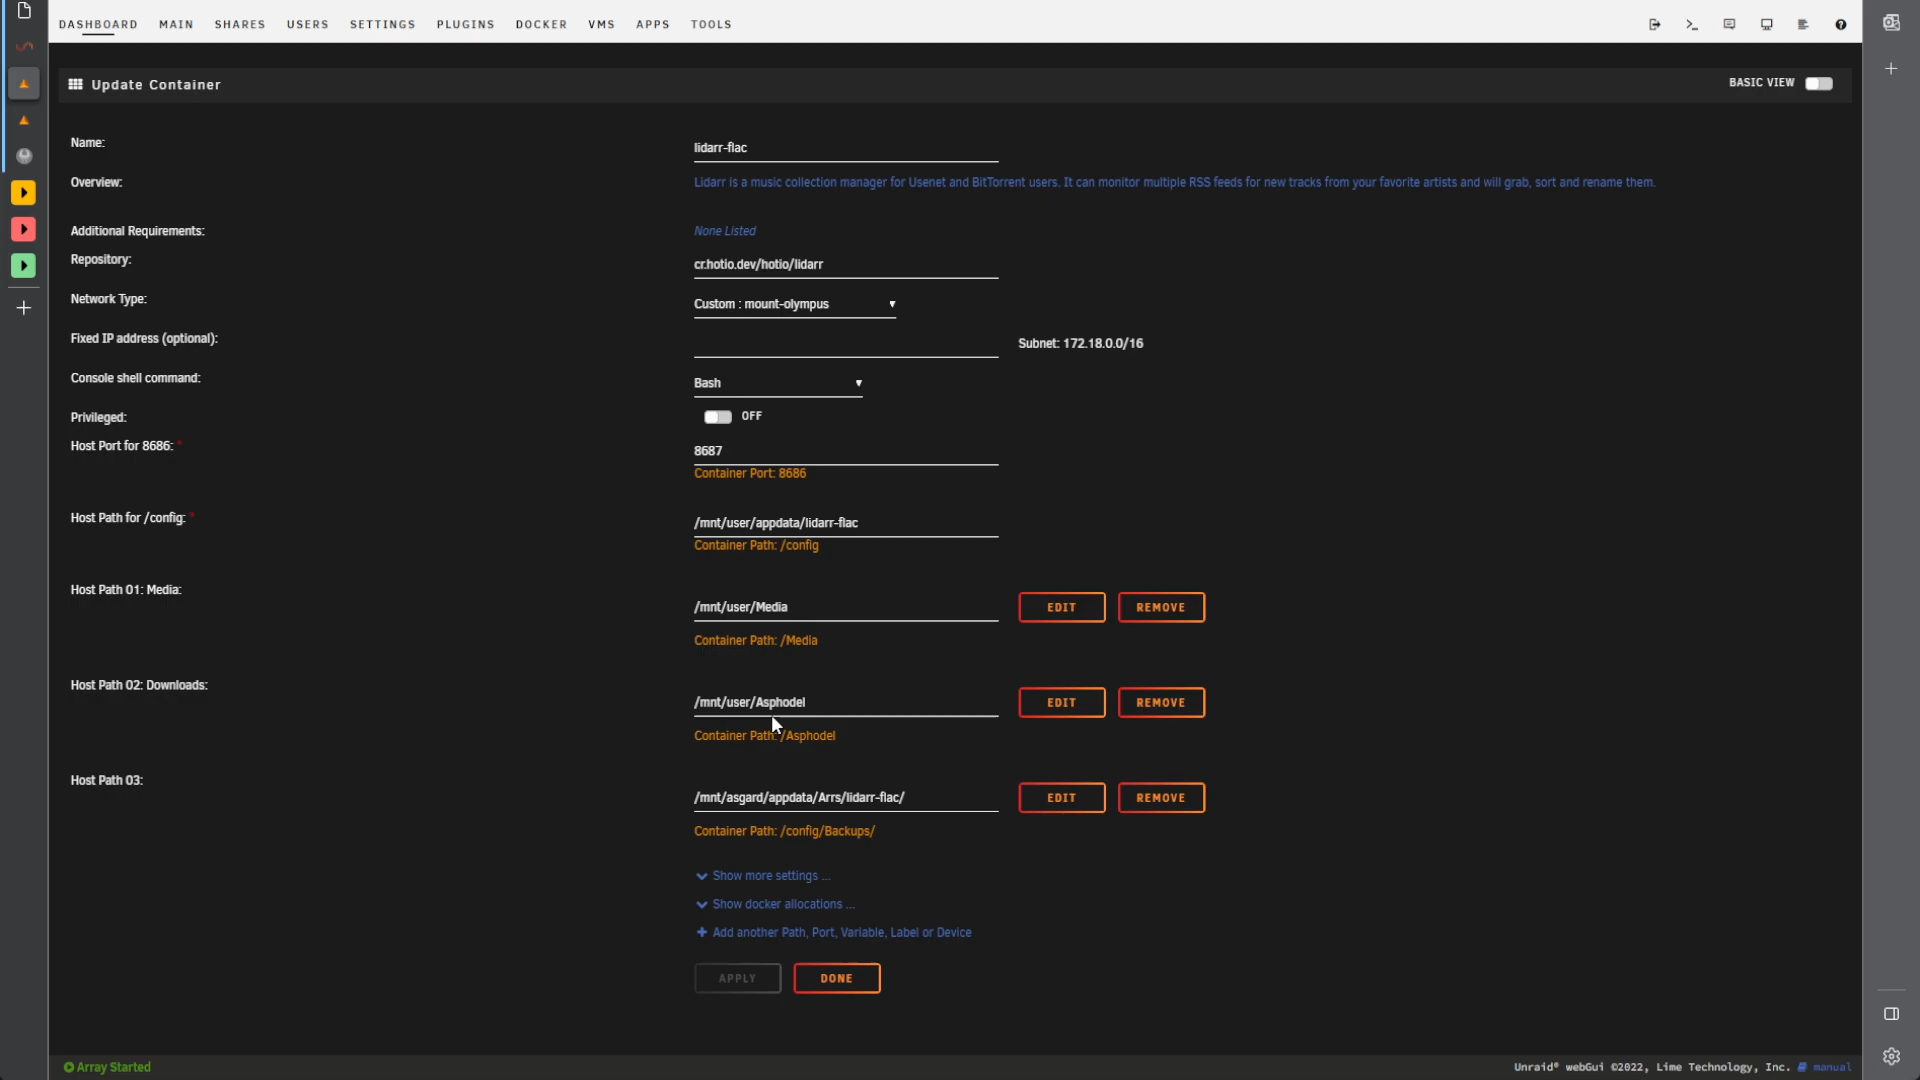 DASHBOARD MAIN SHARES USERS SETTINGS PLUGINS DOCKER VMS APPS TOOLS
Update Container
BASIC VIEW
Name:
lidarr-flac
Overview:
Lidarr is a music collection manager for Usenet and BitTorrent users. It can monitor multiple RSS feeds for new tracks from your favorite artists and will grab, sort and rename them.
Additional Requirements:
None Listed
Repository:
cr.hotio.dev/hotio/lidarr
Network Type:
Custom : mount-olympus
Fixed IP address (optional):
Subnet: 172.18.0.0/16
Console shell command:
Bash
Privileged:
OFF
Host Port for 8686: *
8687
Container Port: 8686
Host Path for /config: *
/mnt/user/appdata/lidarr-flac
Container Path: /config
Host Path 01: Media:
/mnt/user/Media
EDIT REMOVE
Container Path: /Media
Host Path 02: Downloads:
/mnt/user/Asphodel
EDIT REMOVE
Container Path: /Asphodel
Host Path 03:
/mnt/asgard/appdata/Arrs/lidarr-flac/
EDIT REMOVE
Container Path: /config/Backups/
Show more settings ...
Show docker allocations ...
Add another Path, Port, Variable, Label or Device
APPLY DONE
Array Started
Unraid® webGui ©2022, Lime Technology, Inc. manual